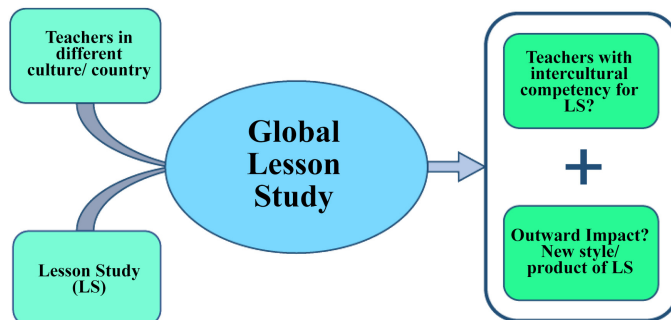 Teachers in
different
culture/ country
Lesson Study
(LS)
Global
Lesson
Study
Teachers with
intercultural
competency for
LS?
+
Outward Impact?
New style/
product of LS